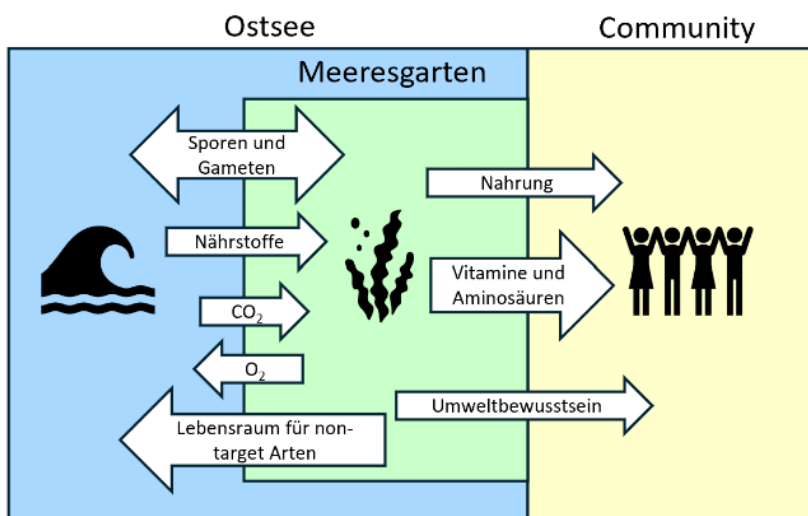 Ostsee
Community
Meeresgarten
Sporen und
Gameten
Nahrung
Nährstoffe
Vitamine und
Aminosäuren
CO₂
O₂
Umweltbewusstsein
Lebensraum für non-
target Arten